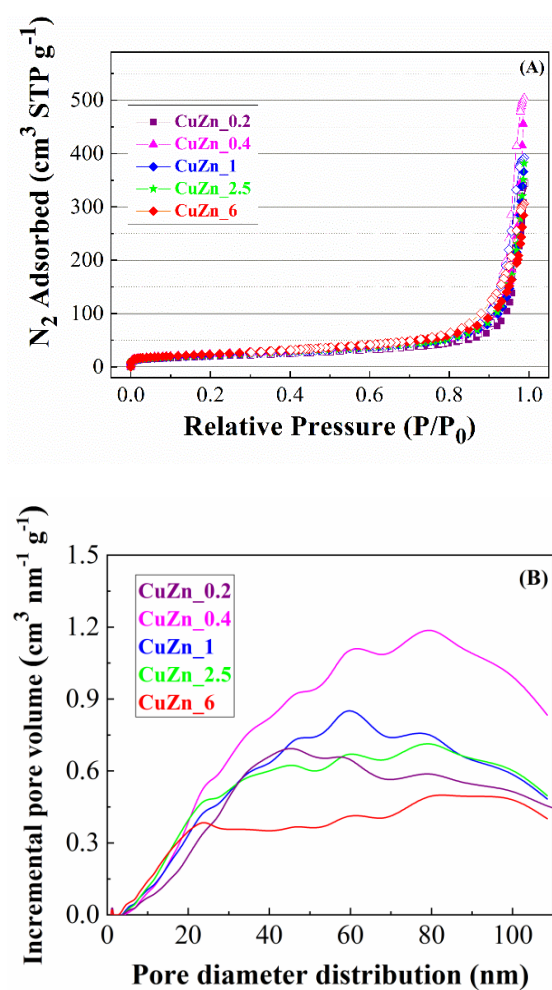 (A)
N₂ Adsorbed (cm³ STP g⁻¹)
500
400
300
200
100
0
CuZn_0.2
CuZn_0.4
CuZn_1
CuZn_2.5
CuZn_6
0.0 0.2 0.4 0.6 0.8 1.0
Relative Pressure (P/P₀)
(B)
Incremental pore volume (cm³ nm⁻¹ g⁻¹)
1.5
1.2
0.9
0.6
0.3
0.0
CuZn_0.2
CuZn_0.4
CuZn_1
CuZn_2.5
CuZn_6
0 20 40 60 80 100
Pore diameter distribution (nm)